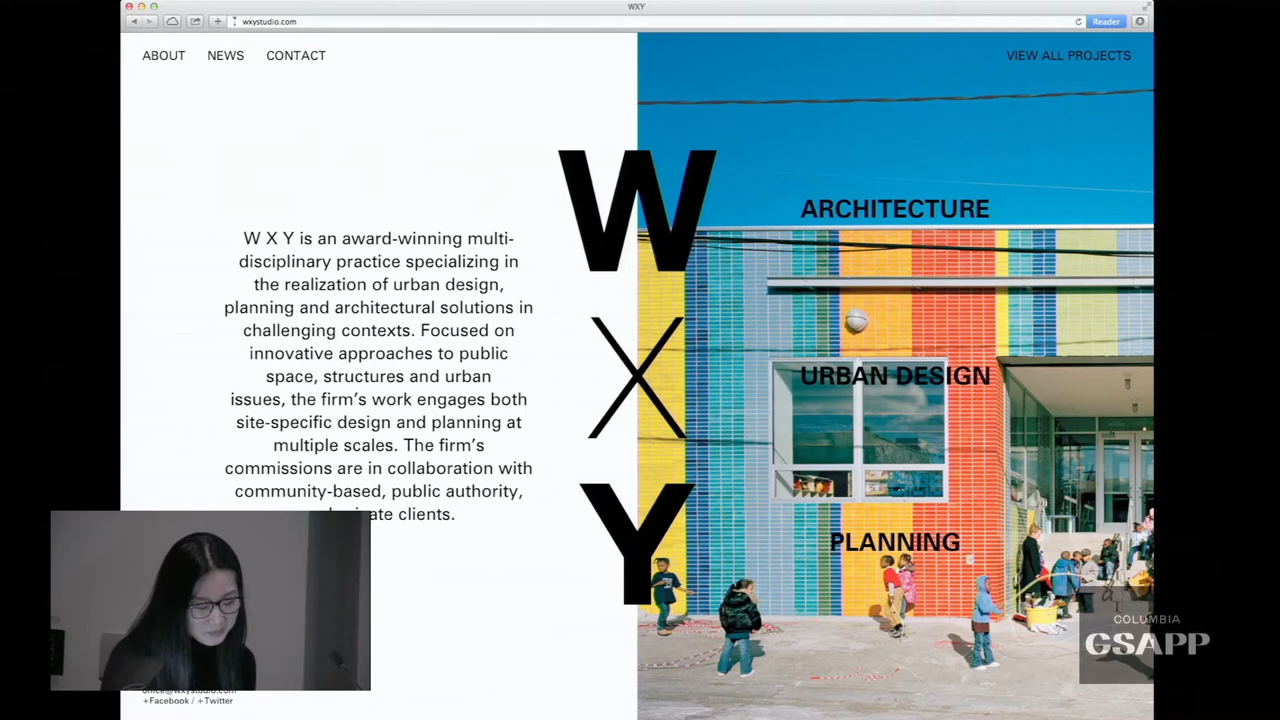 WXY
wxystudio.com
Reader
ABOUT NEWS CONTACT
VIEW ALL PROJECTS
W
X
Y
ARCHITECTURE
URBAN DESIGN
PLANNING
W X Y is an award-winning multi-
disciplinary practice specializing in
the realization of urban design,
planning and architectural solutions in
challenging contexts. Focused on
innovative approaches to public
space, structures and urban
issues, the firm's work engages both
site-specific design and planning at
multiple scales. The firm's
commissions are in collaboration with
community-based, public authority,
clients.
office@wxystudio.com
+Facebook / +Twitter
COLUMBIA
GSAPP